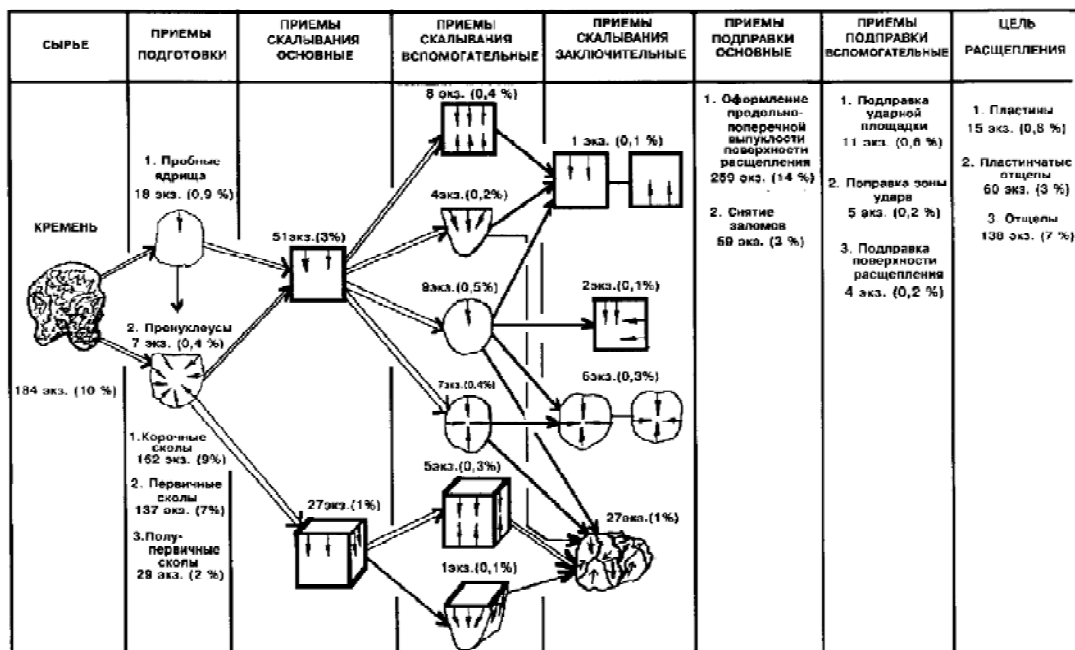 СЫРЬЕ
ПРИЕМЫ
ПОДГОТОВКИ
ПРИЕМЫ
СКАЛЫВАНИЯ
ОСНОВНЫЕ
ПРИЕМЫ
СКАЛЫВАНИЯ
ВСПОМОГАТЕЛЬНЫЕ
ПРИЕМЫ
СКАЛЫВАНИЯ
ЗАКЛЮЧИТЕЛЬНЫЕ
ПРИЕМЫ
ПОДПРАВКИ
ОСНОВНЫЕ
ПРИЕМЫ
ПОДПРАВКИ
ВСПОМОГАТЕЛЬНЫЕ
ЦЕЛЬ
РАСЩЕПЛЕНИЯ
КРЕМЕНЬ
184 экз. (10 %)
1. Пробные
ядрища
18 экз. (0,9 %)
2. Пренуклеусы
7 экз. (0,4 %)
1.Корочные
сколы
162 экз. (9%)
2. Первичные
сколы
137 экз. (7%)
3.Полу-
первичные
сколы
29 экз. (2 %)
51экз.(3%)
27экз.(1%)
8 экз. (0,4 %)
4экз.(0,2%)
9экз.(0,5%)
7экз.(0,4%)
5экз.(0,3%)
1экз.(0,1%)
1 экз. (0,1 %)
2экз.(0,1%)
6экз.(0,3%)
27экз.(1%)
1. Оформление
продольно-
поперечной
выпуклости
поверхности
расщепления
259 экз. (14 %)
2. Снятие
заломов
59 экз. (3 %)
1. Подправка
ударной
площадки
11 экз. (0,6 %)
2. Поправка зоны
удара
5 экз. (0,2 %)
3. Подправка
поверхности
расщепления
4 экз. (0,2 %)
1. Пластины
15 экз. (0,8 %)
2. Пластинчатые
отщепы
60 экз. (3 %)
3. Отщепы
138 экз. (7 %)